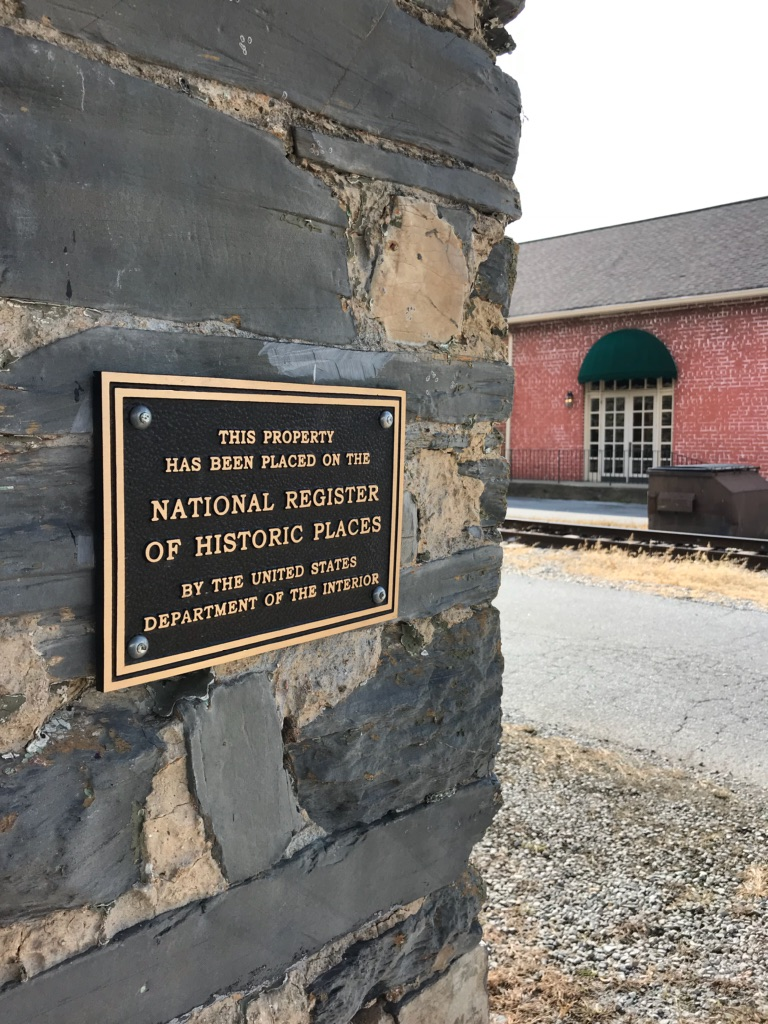 THIS PROPERTY
HAS BEEN PLACED ON THE
NATIONAL REGISTER
OF HISTORIC PLACES
BY THE UNITED STATES
DEPARTMENT OF THE INTERIOR